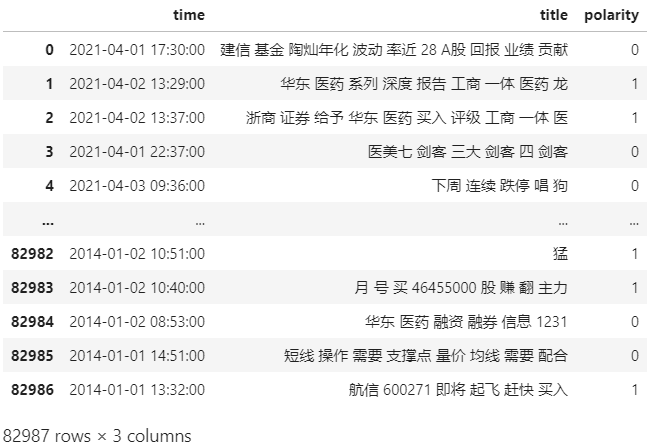 time title polarity
0 2021-04-01 17:30:00 建信 基金 陶灿年化 波动 率近 28 A股 回报 业绩 贡献 0
1 2021-04-02 13:29:00 华东 医药 系列 深度 报告 工商 一体 医药 龙 1
2 2021-04-02 13:37:00 浙商 证券 给予 华东 医药 买入 评级 工商 一体 医 1
3 2021-04-01 22:37:00 医美七 剑客 三大 剑客 四 剑客 0
4 2021-04-03 09:36:00 下周 连续 跌停 唱 狗 0
... ... ... ...
82982 2014-01-02 10:51:00 猛 1
82983 2014-01-02 10:40:00 月 号 买 46455000 股 赚 翻 主力 1
82984 2014-01-02 08:53:00 华东 医药 融资 融券 信息 1231 0
82985 2014-01-01 14:51:00 短线 操作 需要 支撑点 量价 均线 需要 配合 0
82986 2014-01-01 13:32:00 航信 600271 即将 起飞 赶快 买入 1
82987 rows × 3 columns